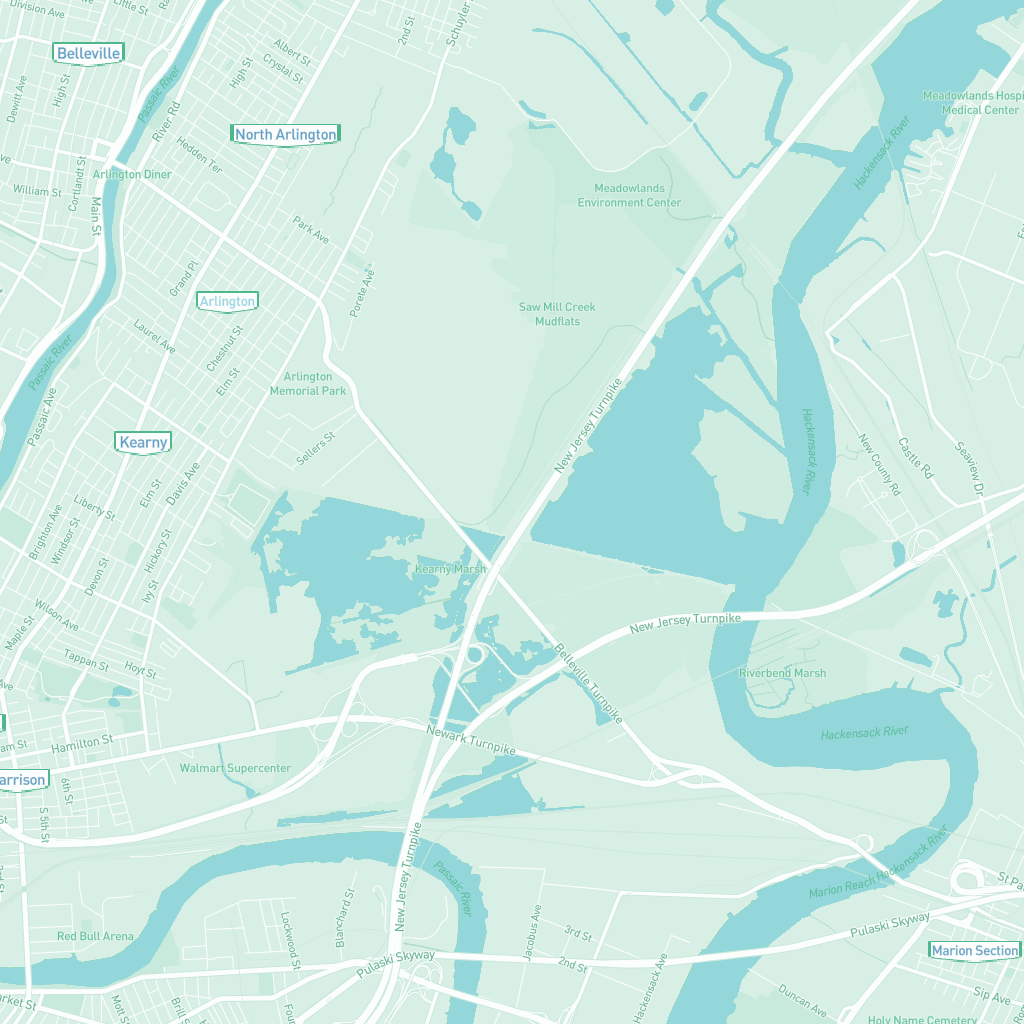 Division Ave
Little St
2nd St
Schuyler
Belleville
Albert St
Crystal St
High St
High St
Dewitt Ave
Passaic River
River Rd
North Arlington
Hedden Ter
Meadowlands
Medical Center
Hackensack River
Arlington Diner
William St
Cortlandt St
Main St
Meadowlands
Environment Center
Park Ave
Grand Pl
Porete Ave
Arlington
Saw Mill Creek
Mudflats
Laurel Ave
Chestnut St
Elm St
Passaic River
Arlington
Memorial Park
New Jersey Turnpike
Passaic Ave
Kearny
Sellers St
Hackensack River
New County Rd
Castle Rd
Seaview Dr
Elm St
Davis Ave
Liberty St
Brighton Ave
Windsor St
Hickory St
Devon St
Ivy St
Kearny Marsh
Wilson Ave
Maple St
New Jersey Turnpike
Belleville Turnpike
Tappan St
Hoyt St
Riverbend Marsh
Hamilton St
Newark Turnpike
Hackensack River
Walmart Supercenter
6th St
S 5th St
New Jersey Turnpike
Passaic River
Marion Reach Hackensack River
Blanchard St
Lockwood St
Jacobus Ave
3rd St
2nd St
Pulaski Skyway
Pulaski Skyway
Red Bull Arena
Hackensack Ave
Marion Section
Mott St
Duncan Ave
Sip Ave
Holy Name Cemetery